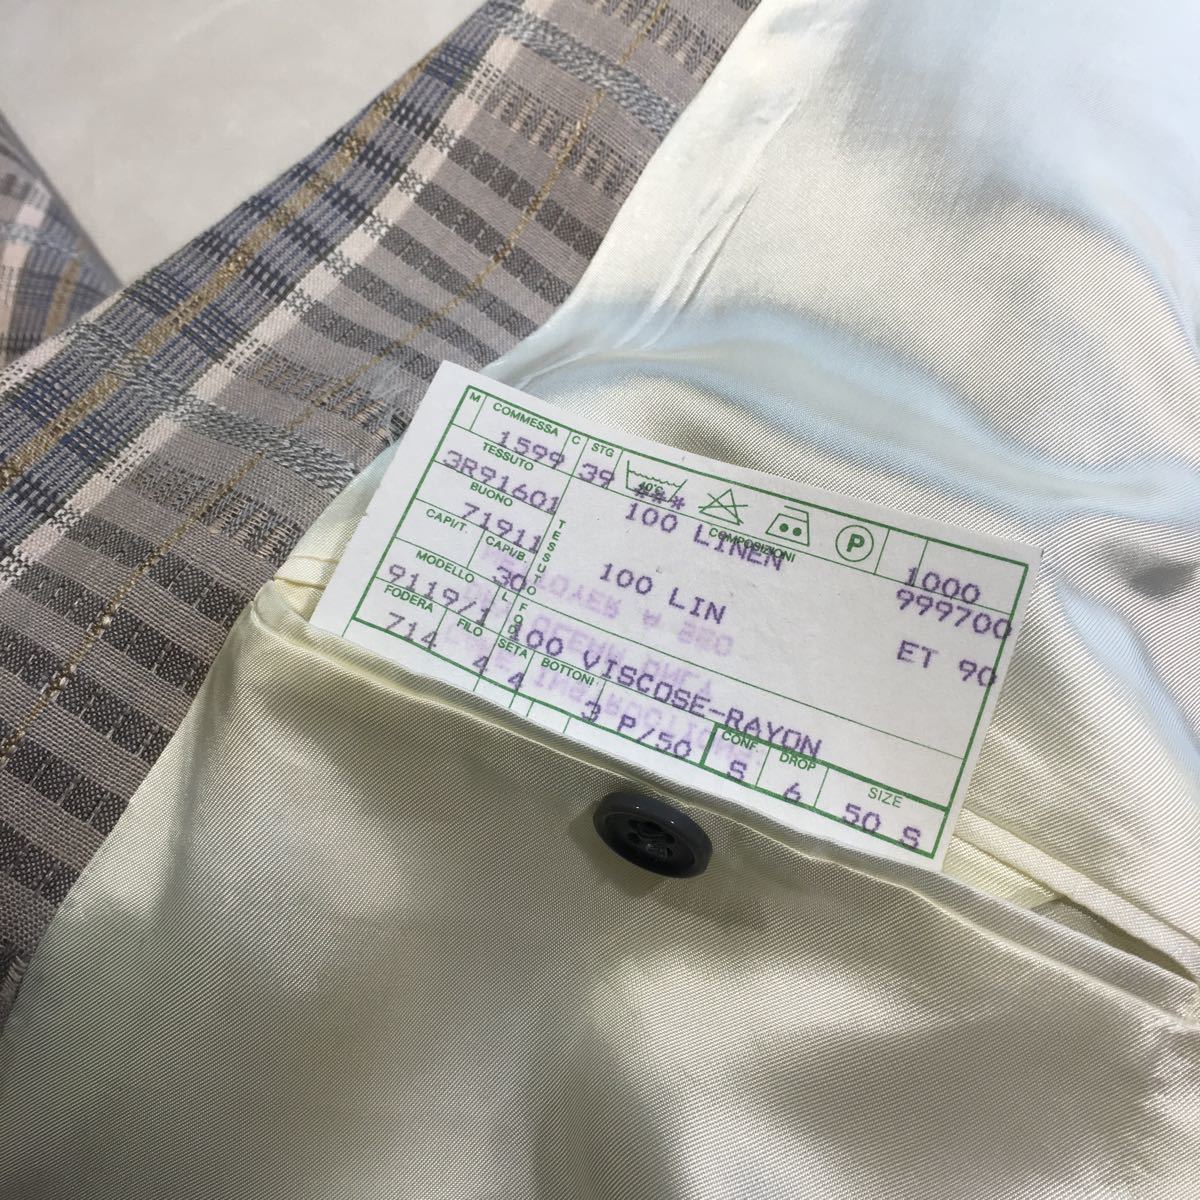 M COMMESSA C STG
1599 39 40° *** P 1000
TESSUTO COMPOSIZIONI
3R91601 100 LINEN 999700
BUONO TESSUTO
71911 100 LIN ET 90
CAPI/T. CAPI/B.
30
MODELLO
9119/1 100 VISCOSE-RAYON
FODERA FILO SETA BOTTONI CONF. DROP SIZE
714 4 4 3 P/50 S 6 50 S